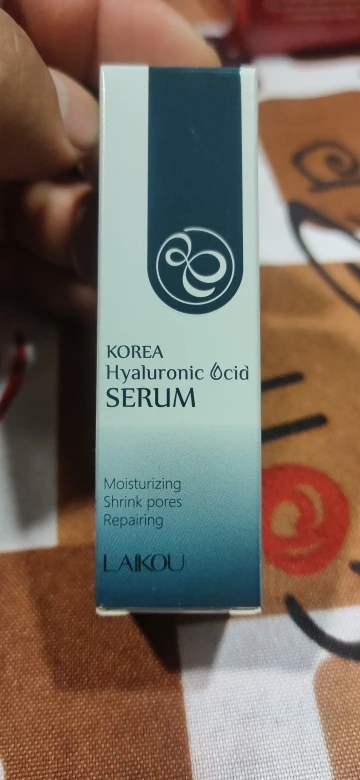 KOREA
Hyaluronic Acid
SERUM
Moisturizing
Shrink pores
Repairing
LAIKOU